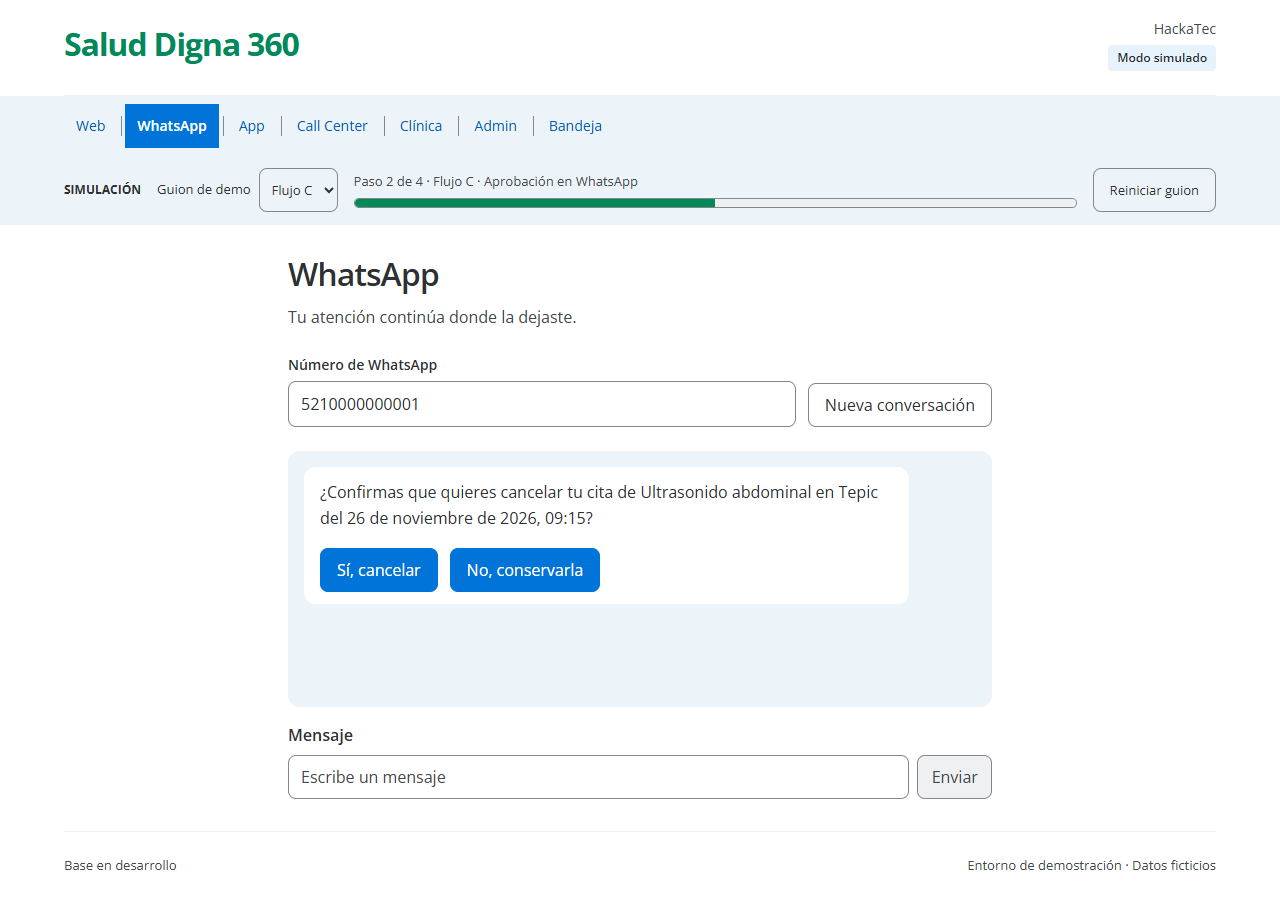 Salud Digna 360
HackaTec
Modo simulado
Web
WhatsApp
App
Call Center
Clínica
Admin
Bandeja
SIMULACIÓN
Guion de demo
Flujo C
Paso 2 de 4 · Flujo C · Aprobación en WhatsApp
Reiniciar guion
WhatsApp
Tu atención continúa donde la dejaste.
Número de WhatsApp
5210000000001
Nueva conversación
¿Confirmas que quieres cancelar tu cita de Ultrasonido abdominal en Tepic
del 26 de noviembre de 2026, 09:15?
Sí, cancelar
No, conservarla
Mensaje
Escribe un mensaje
Enviar
Base en desarrollo
Entorno de demostración · Datos ficticios